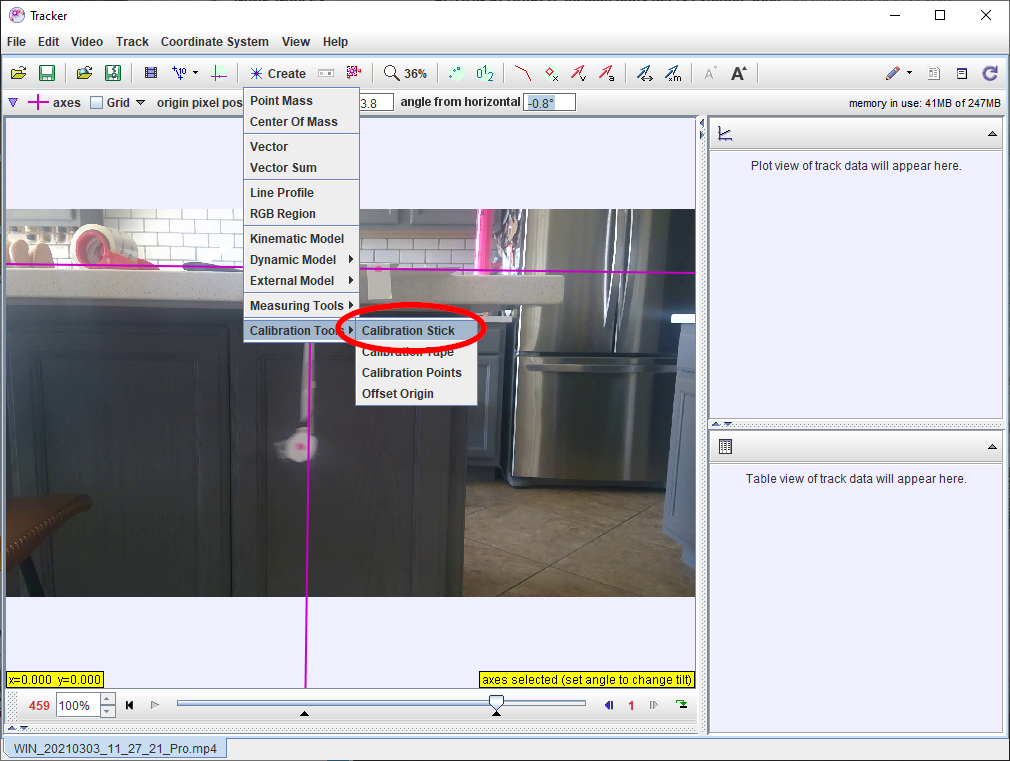 Tracker
File Edit Video Track Coordinate System View Help
Create 36%
axes Grid origin pixel pos 3.8 angle from horizontal -0.8° memory in use: 41MB of 247MB
Point Mass
Center Of Mass
Vector
Vector Sum
Line Profile
RGB Region
Kinematic Model
Dynamic Model
External Model
Measuring Tools
Calibration Tools
Calibration Stick
Calibration Tape
Calibration Points
Offset Origin
Plot view of track data will appear here.
Table view of track data will appear here.
x=0.000 y=0.000
axes selected (set angle to change tilt)
459 100% 1
WIN_20210303_11_27_21_Pro.mp4